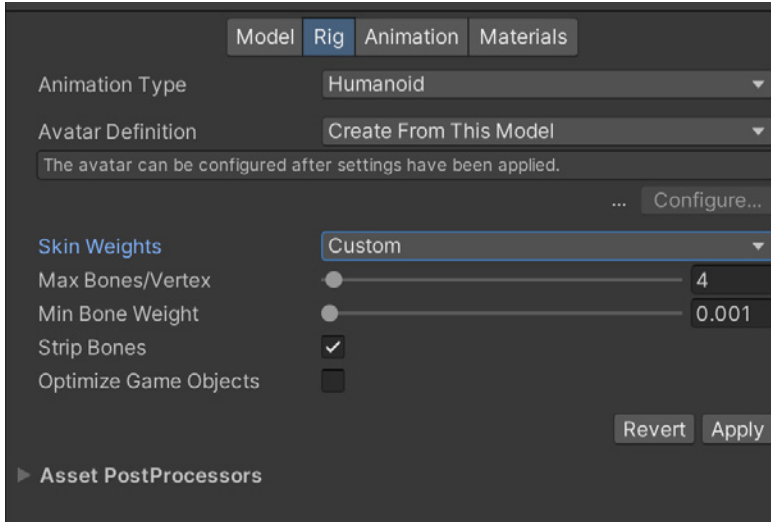 Model Rig Animation Materials
Animation Type Humanoid
Avatar Definition Create From This Model
The avatar can be configured after settings have been applied.
... Configure...
Skin Weights Custom
Max Bones/Vertex 4
Min Bone Weight 0.001
Strip Bones
Optimize Game Objects
Revert Apply
Asset PostProcessors